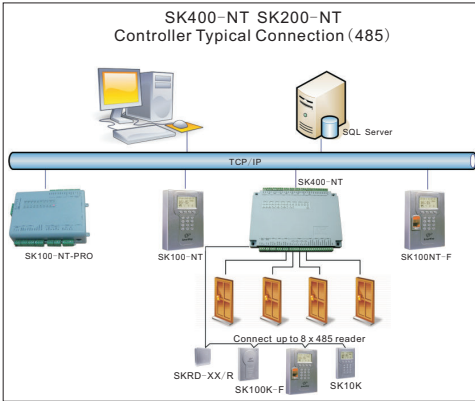 SK400-NT SK200-NT
Controller Typical Connection (485)
SQL Server
TCP/IP
SK400-NT
SK100-NT-PRO
SK100-NT
SK100NT-F
Connect up to 8 x 485 reader
SKRD-XX/R
SK100K-F
SK10K